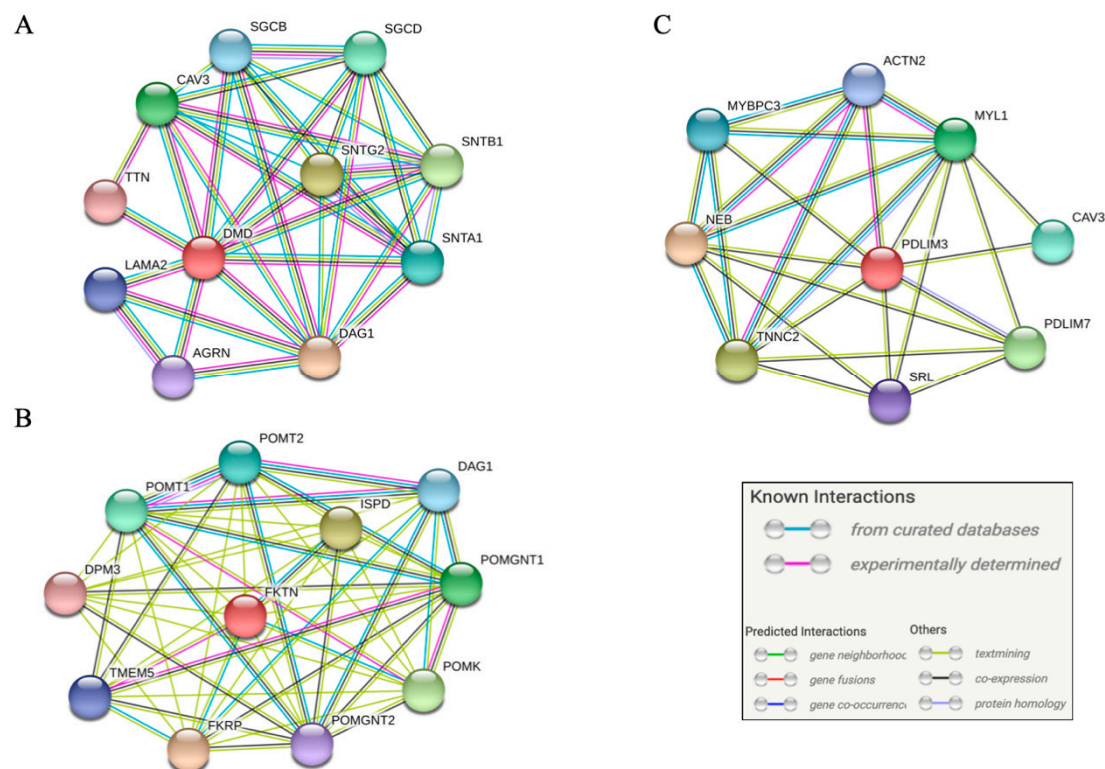 A
SGCB
SGCD
CAV3
SNTG2
SNTB1
TTN
DMD
SNTA1
LAMA2
DAG1
AGRN
B
POMT2
DAG1
POMT1
ISPD
POMGNT1
DPM3
FKTN
TMEM5
POMK
FKRP
POMGNT2
C
ACTN2
MYBPC3
MYL1
CAV3
NEB
PDLIM3
PDLIM7
TNNC2
SRL
Known Interactions
from curated databases
experimentally determined
Predicted Interactions
gene neighborhooc
gene fusions
gene co-occurrence
Others
textmining
co-expression
protein homology